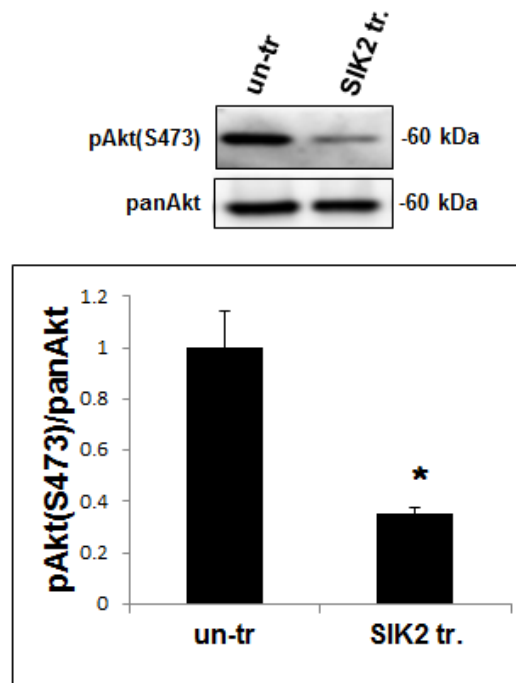 un-tr SIK2 tr.
pAkt(S473) -60 kDa
panAkt -60 kDa
pAkt(S473)/panAkt
1.2
1
0.8
0.6
0.4
0.2
0
*
un-tr SIK2 tr.